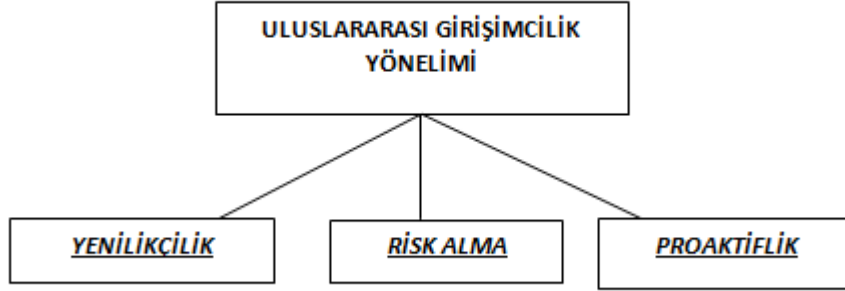 ULUSLARARASI GİRİŞİMCİLİK
YÖNELİMİ
YENİLİKÇİLİK
RİSK ALMA
PROAKTİFLİK